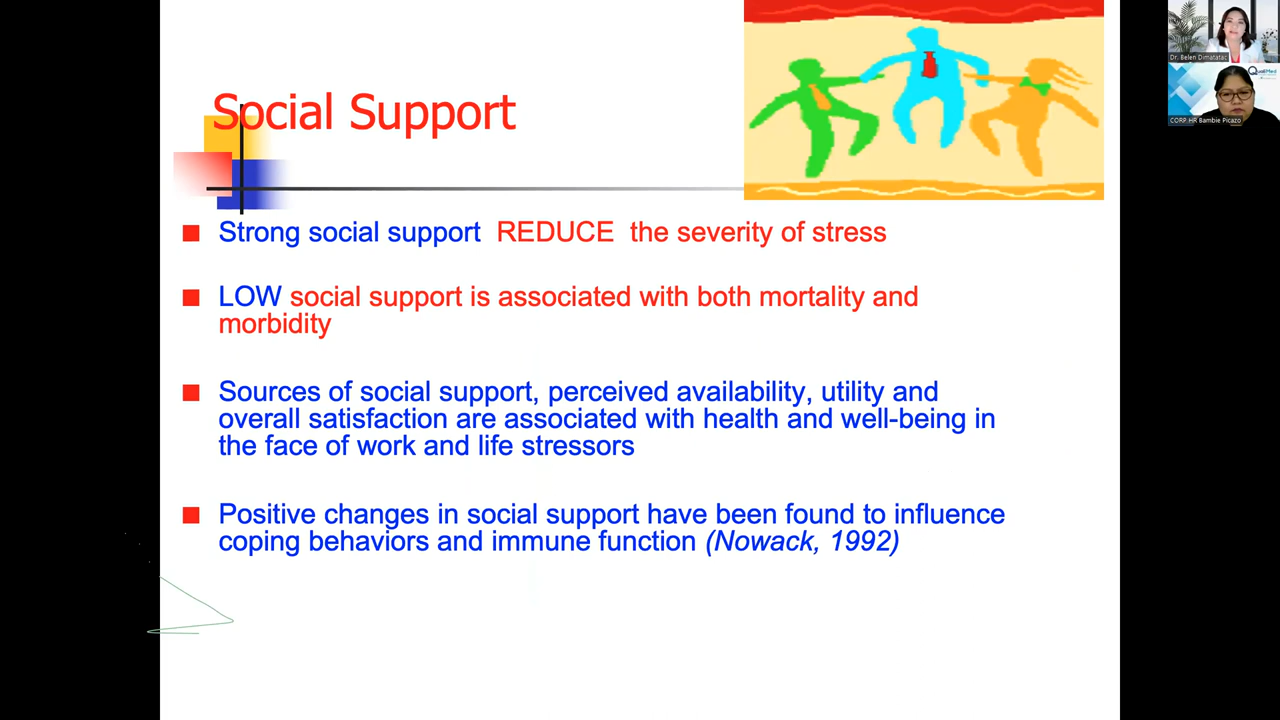 Social Support
Strong social support REDUCE the severity of stress
LOW social support is associated with both mortality and
morbidity
Sources of social support, perceived availability, utility and
overall satisfaction are associated with health and well-being in
the face of work and life stressors
Positive changes in social support have been found to influence
coping behaviors and immune function (Nowack, 1992)
Dr. Belen Dimatatac
QualiMed
CORP HR Bambie Picazo